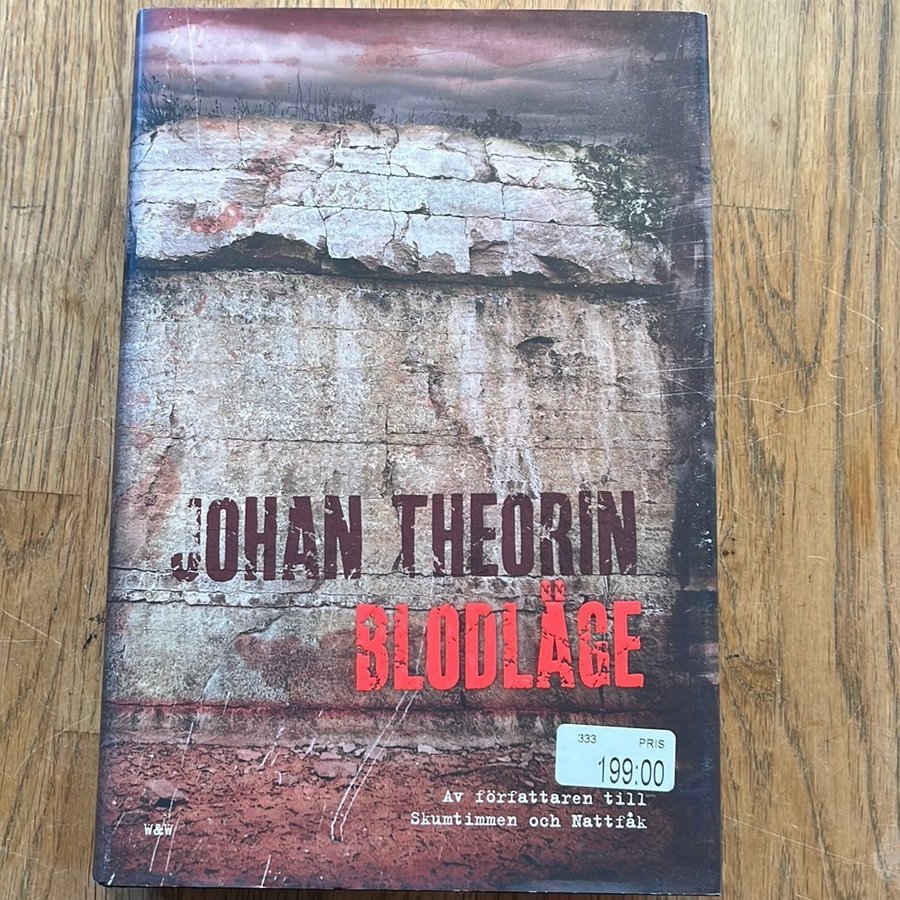 JOHAN THEORIN
BLODLÄGE
333 PRIS
199:00
Av författaren till
Skumtimmen och Nattfåk
W&W